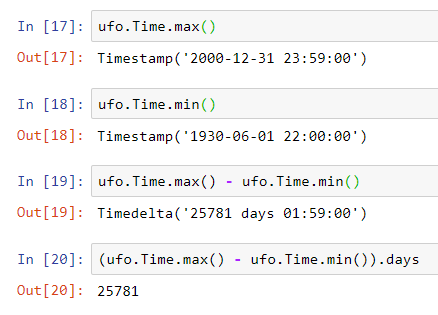 In [17]: ufo.Time.max()
Out[17]: Timestamp('2000-12-31 23:59:00')
In [18]: ufo.Time.min()
Out[18]: Timestamp('1930-06-01 22:00:00')
In [19]: ufo.Time.max() - ufo.Time.min()
Out[19]: Timedelta('25781 days 01:59:00')
In [20]: (ufo.Time.max() - ufo.Time.min()).days
Out[20]: 25781